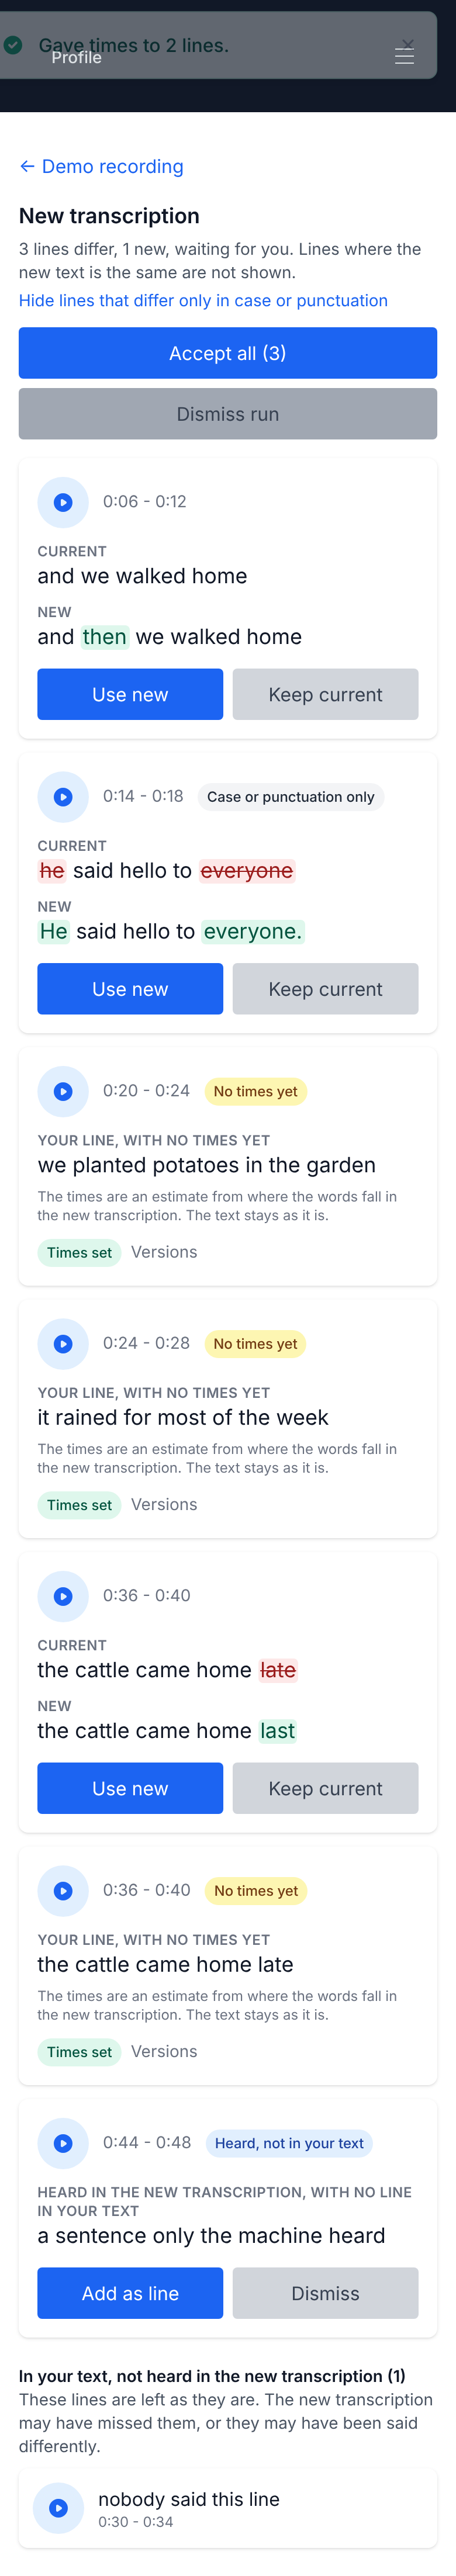 Gave times to 2 lines.
Profile
← Demo recording
New transcription
3 lines differ, 1 new, waiting for you. Lines where the
new text is the same are not shown.
Hide lines that differ only in case or punctuation
Accept all (3)
Dismiss run
0:06 - 0:12
CURRENT
and we walked home
NEW
and then we walked home
Use new
Keep current
0:14 - 0:18
Case or punctuation only
CURRENT
he said hello to everyone
NEW
He said hello to everyone.
Use new
Keep current
0:20 - 0:24
No times yet
YOUR LINE, WITH NO TIMES YET
we planted potatoes in the garden
The times are an estimate from where the words fall in
the new transcription. The text stays as it is.
Times set
Versions
0:24 - 0:28
No times yet
YOUR LINE, WITH NO TIMES YET
it rained for most of the week
The times are an estimate from where the words fall in
the new transcription. The text stays as it is.
Times set
Versions
0:36 - 0:40
CURRENT
the cattle came home late
NEW
the cattle came home last
Use new
Keep current
0:36 - 0:40
No times yet
YOUR LINE, WITH NO TIMES YET
the cattle came home late
The times are an estimate from where the words fall in
the new transcription. The text stays as it is.
Times set
Versions
0:44 - 0:48
Heard, not in your text
HEARD IN THE NEW TRANSCRIPTION, WITH NO LINE
IN YOUR TEXT
a sentence only the machine heard
Add as line
Dismiss
In your text, not heard in the new transcription (1)
These lines are left as they are. The new transcription
may have missed them, or they may have been said
differently.
nobody said this line
0:30 - 0:34